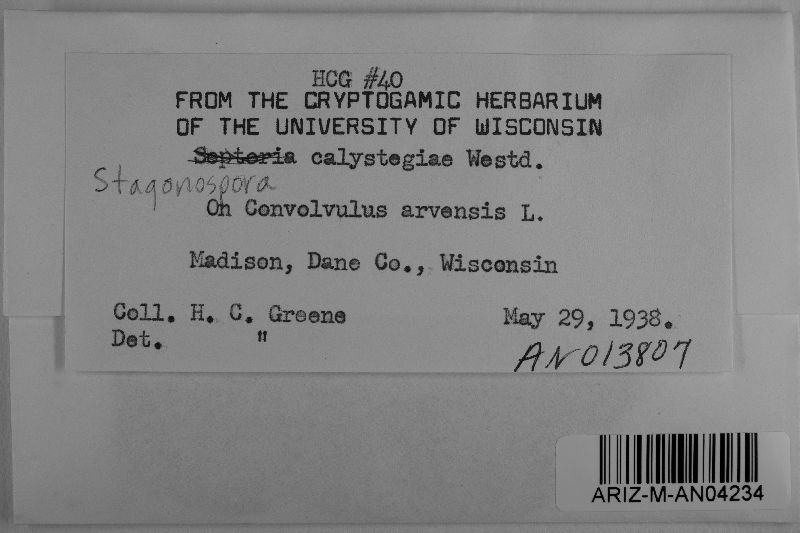 HCG #40
FROM THE CRYPTOGAMIC HERBARIUM
OF THE UNIVERSITY OF WISCONSIN
Septoria calystegiae Westd.
Stagonospora
On Convolvulus arvensis L.
Madison, Dane Co., Wisconsin
Coll. H. C. Greene May 29, 1938.
Det. "
AN013807
ARIZ-M-AN04234